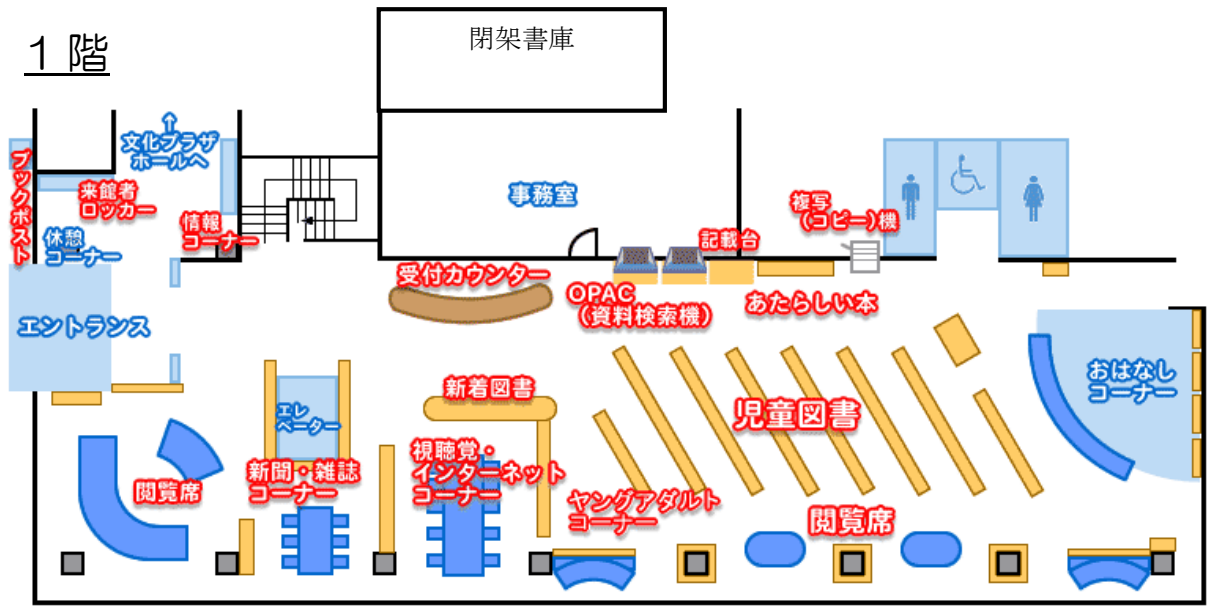 1階
閉架書庫
↑
文化プラザ
ホールへ
ブックポスト
来館者
ロッカー
情報
コーナー
休憩
コーナー
エントランス
事務室
複写
(コピー)機
記載台
受付カウンター
OPAC
(資料検索機)
あたらしい本
おはなし
コーナー
エレ
ベーター
新着図書
児童図書
閲覧席
新聞・雑誌
コーナー
視聴覚・
インターネット
コーナー
ヤングアダルト
コーナー
閲覧席